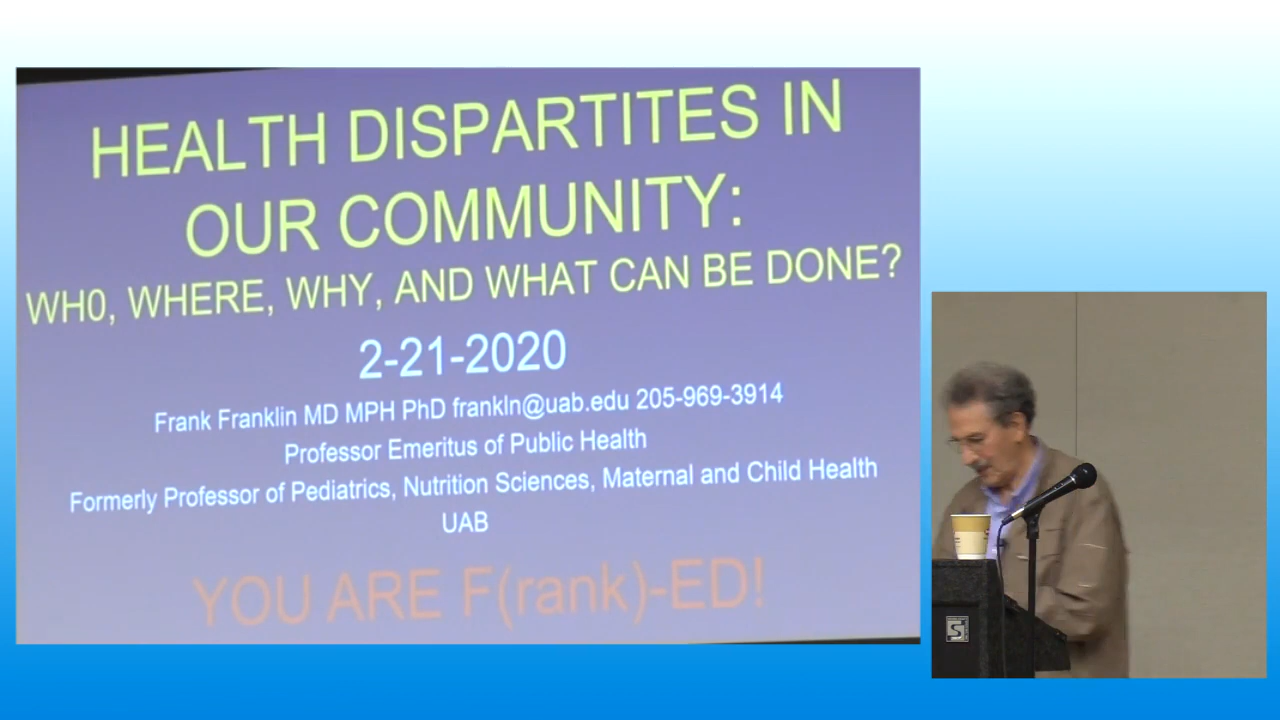 HEALTH DISPARTITES IN
OUR COMMUNITY:
WH0, WHERE, WHY, AND WHAT CAN BE DONE?
2-21-2020
Frank Franklin MD MPH PhD frankln@uab.edu 205-969-3914
Professor Emeritus of Public Health
Formerly Professor of Pediatrics, Nutrition Sciences, Maternal and Child Health
UAB
YOU ARE F(rank)-ED!